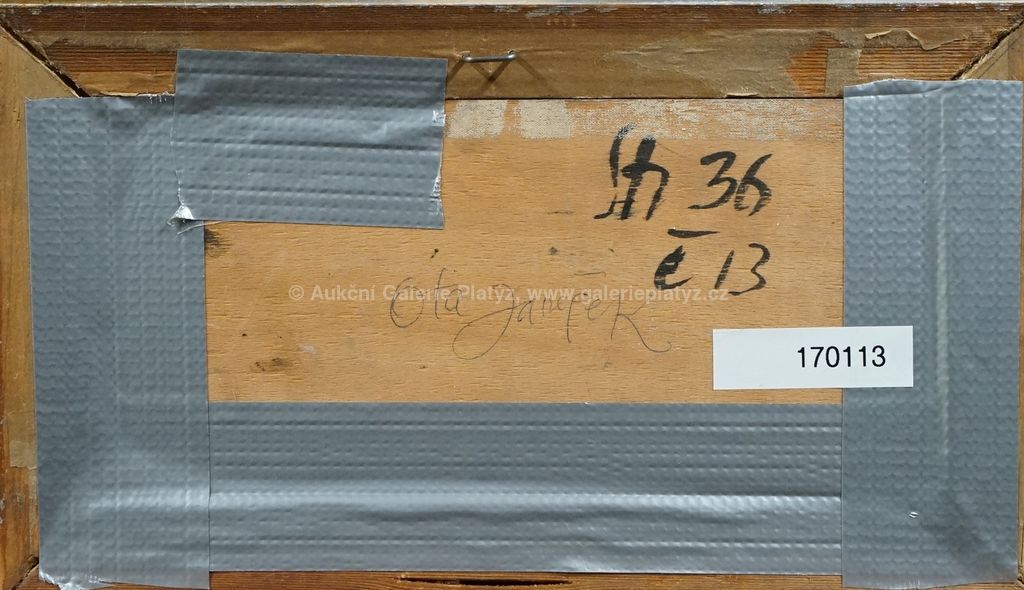 36
č 13
© Aukční Galerie Platýz, www.galerieplatyz.cz
Ota Janeček
170113